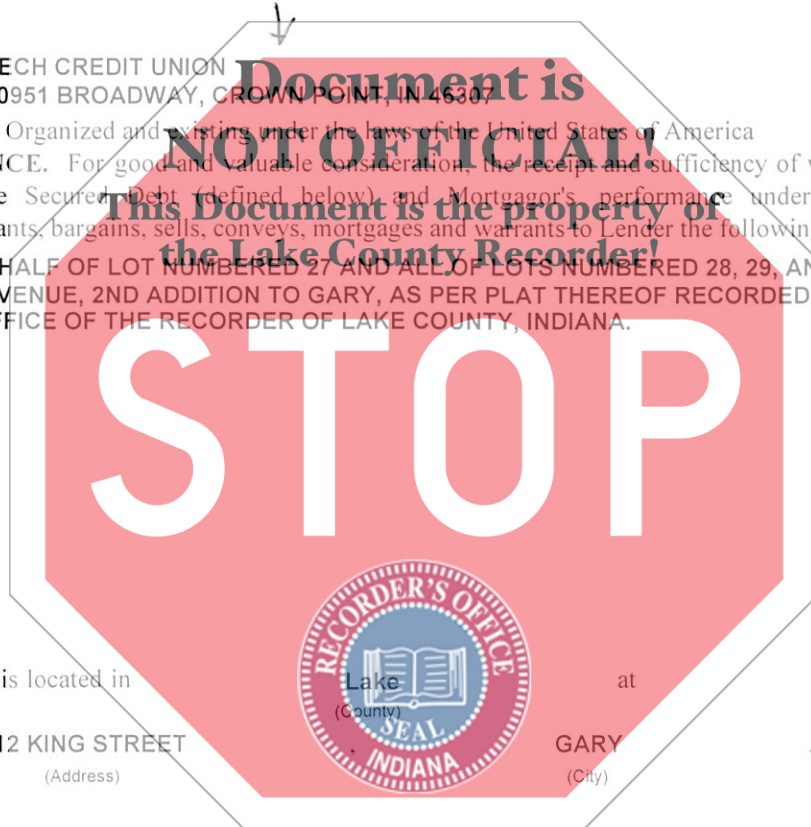 ECH CREDIT UNION
0951 BROADWAY, CROWN POINT, IN 46307
Document is
Organized and existing under the laws of the United States of America
NOT OFFICIAL!
CE. For good and valuable consideration, the receipt and sufficiency of
e Secured Debt (defined below) and Mortgagor's performance under
This Document is the property of
ants, bargains, sells, conveys, mortgages and warrants to Lender the followin
the Lake County Recorder!
HALF OF LOT NUMBERED 27 AND ALL OF LOTS NUMBERED 28, 29, AN
VENUE, 2ND ADDITION TO GARY, AS PER PLAT THEREOF RECORDED
FFICE OF THE RECORDER OF LAKE COUNTY, INDIANA.
STOP
RECORDER'S OFFICE
SEAL
INDIANA
is located in Lake at
(County)
12 KING STREET , GARY
(Address) (City)